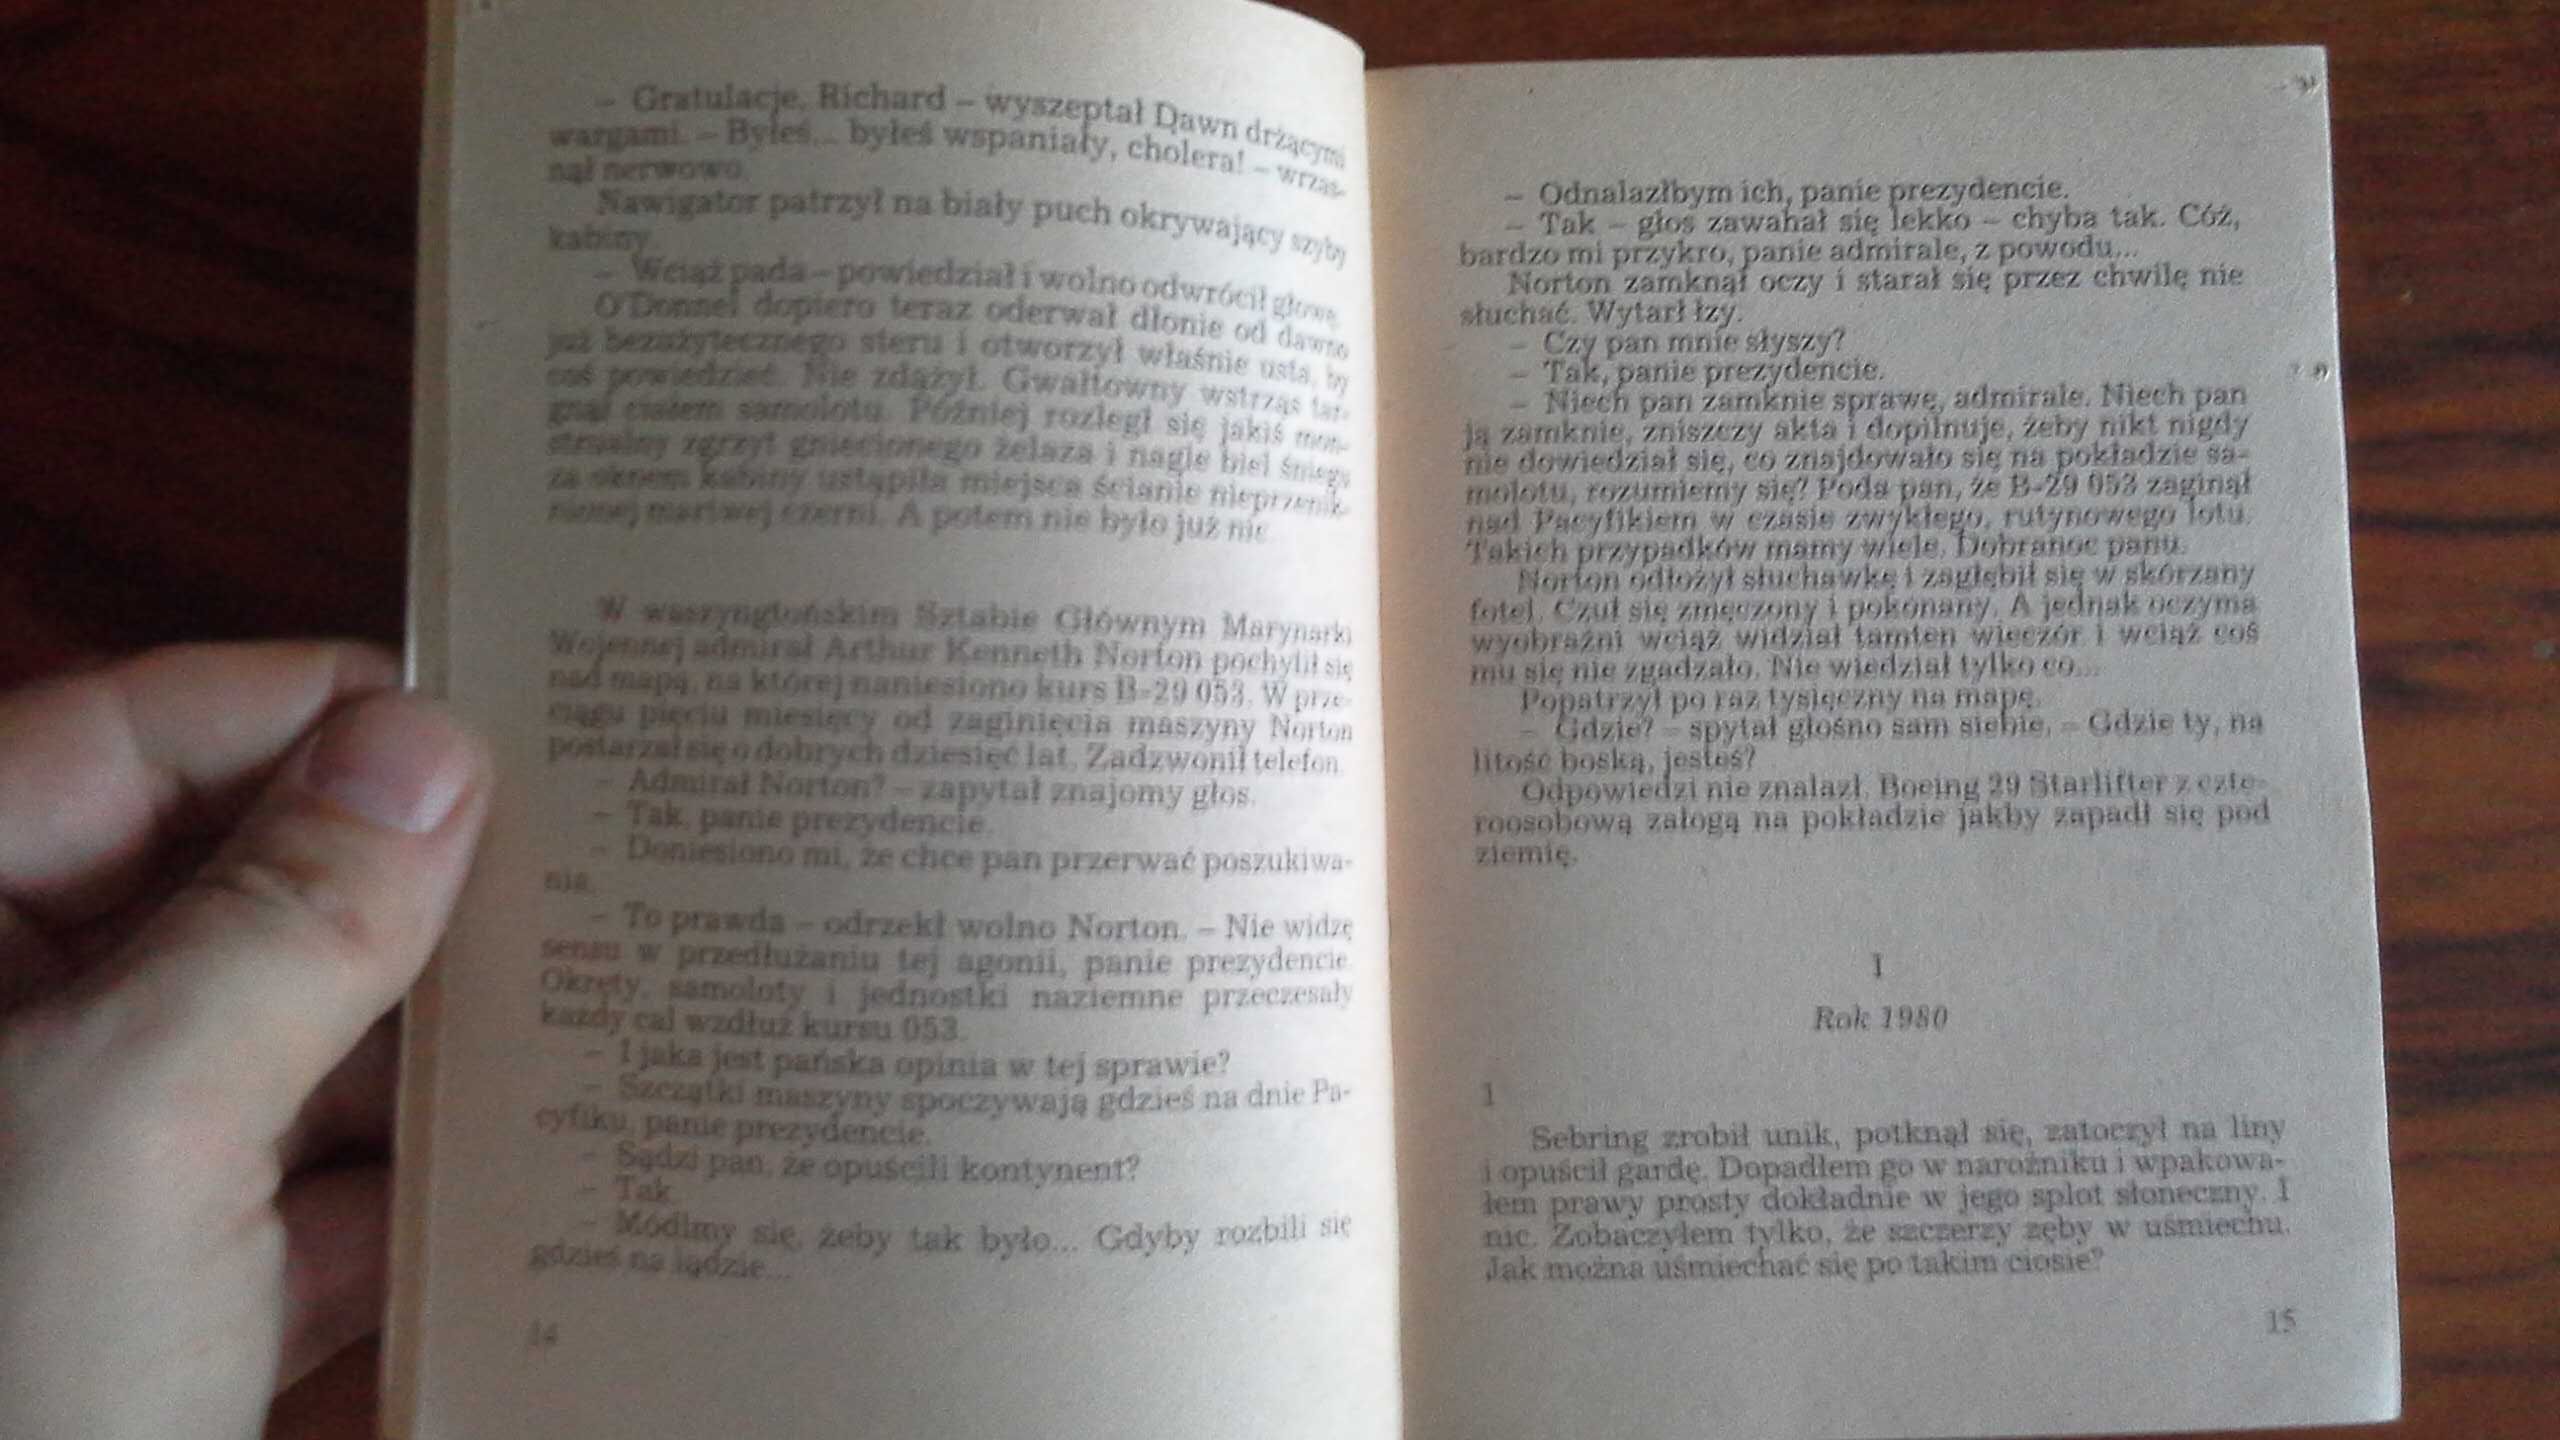 – Gratulacje, Richard – wyszeptał Dawn drżącymi
wargami. – Byłeś... byłeś wspaniały, cholera! – wrzas-
nął nerwowo.
Nawigator patrzył na biały puch okrywający szyby
kabiny.
– Wciąż pada – powiedział i wolno odwrócił głowę.
O'Donnel dopiero teraz oderwał dłonie od dawno
już bezużytecznego steru i otworzył właśnie usta, by
coś powiedzieć. Nie zdążył. Gwałtowny wstrząs tar-
gnął ciałem samolotu. Później rozległ się jakiś mon-
strualny zgrzyt gniecionego żelaza i nagle biel śniegu
za oknem kabiny ustąpiła miejsca ścianie nieprzenik-
nionej martwej czerni. A potem nie było już nic.
W waszyngtońskim Sztabie Głównym Marynarki
Wojennej admirał Arthur Kenneth Norton pochylił się
nad mapą, na której naniesiono kurs B-29 053. W prze-
ciągu pięciu miesięcy od zaginięcia maszyny Norton
postarzał się o dobrych dziesięć lat. Zadzwonił telefon.
– Admirał Norton? – zapytał znajomy głos.
– Tak, panie prezydencie.
– Doniesiono mi, że chce pan przerwać poszukiwa-
nia.
– To prawda – odrzekł wolno Norton. – Nie widzę
sensu w przedłużaniu tej agonii, panie prezydencie.
Okręty, samoloty i jednostki naziemne przeczesały
każdy cal wzdłuż kursu 053.
– I jaka jest pańska opinia w tej sprawie?
– Szczątki maszyny spoczywają gdzieś na dnie Pa-
cyfiku, panie prezydencie.
– Sądzi pan, że opuścili kontynent?
– Tak.
– Módlmy się, żeby tak było... Gdyby rozbili się
gdzieś na lądzie...
14
– Odnalazłbym ich, panie prezydencie.
– Tak – głos zawahał się lekko – chyba tak. Cóż,
bardzo mi przykro, panie admirale, z powodu...
Norton zamknął oczy i starał się przez chwilę nie
słuchać. Wytarł łzy.
– Czy pan mnie słyszy?
– Tak, panie prezydencie.
– Niech pan zamknie sprawę, admirale. Niech pan
ją zamknie, zniszczy akta i dopilnuje, żeby nikt nigdy
nie dowiedział się, co znajdowało się na pokładzie sa-
molotu, rozumiemy się? Poda pan, że B-29 053 zaginął
nad Pacyfikiem w czasie zwykłego, rutynowego lotu.
Takich przypadków mamy wiele. Dobranoc panu.
Norton odłożył słuchawkę i zagłębił się w skórzany
fotel. Czuł się zmęczony i pokonany. A jednak oczyma
wyobraźni wciąż widział tamten wieczór i wciąż coś
mu się nie zgadzało. Nie wiedział tylko co...
Popatrzył po raz tysięczny na mapę.
– Gdzie? – spytał głośno sam siebie. – Gdzie ty, na
litość boską, jesteś?
Odpowiedzi nie znalazł. Boeing 29 Starlifter z czte-
roosobową załogą na pokładzie jakby zapadł się pod
ziemię.
I
Rok 1980
1
Sebring zrobił unik, potknął się, zatoczył na liny
i opuścił gardę. Dopadłem go w narożniku i wpakowa-
łem prawy prosty dokładnie w jego splot słoneczny. I
nic. Zobaczyłem tylko, że szczerzy zęby w uśmiechu.
Jak można uśmiechać się po takim ciosie?
15